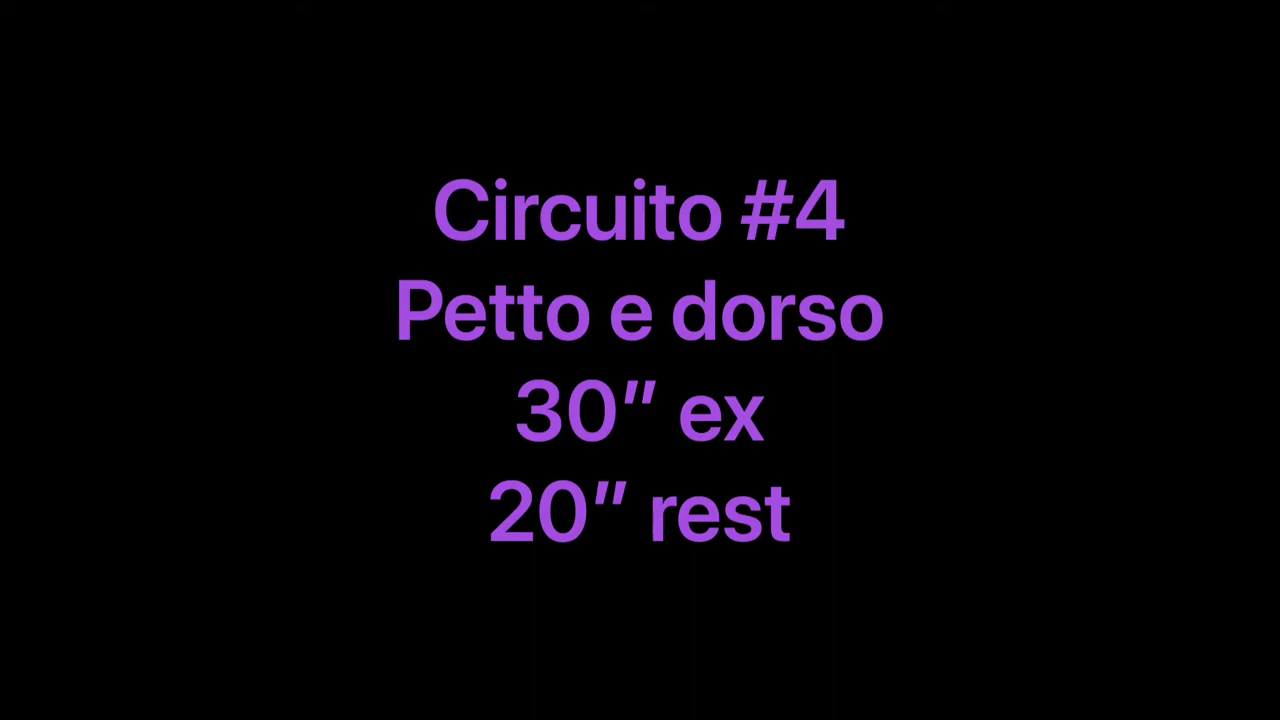 Circuito #4
Petto e dorso
30” ex
20” rest